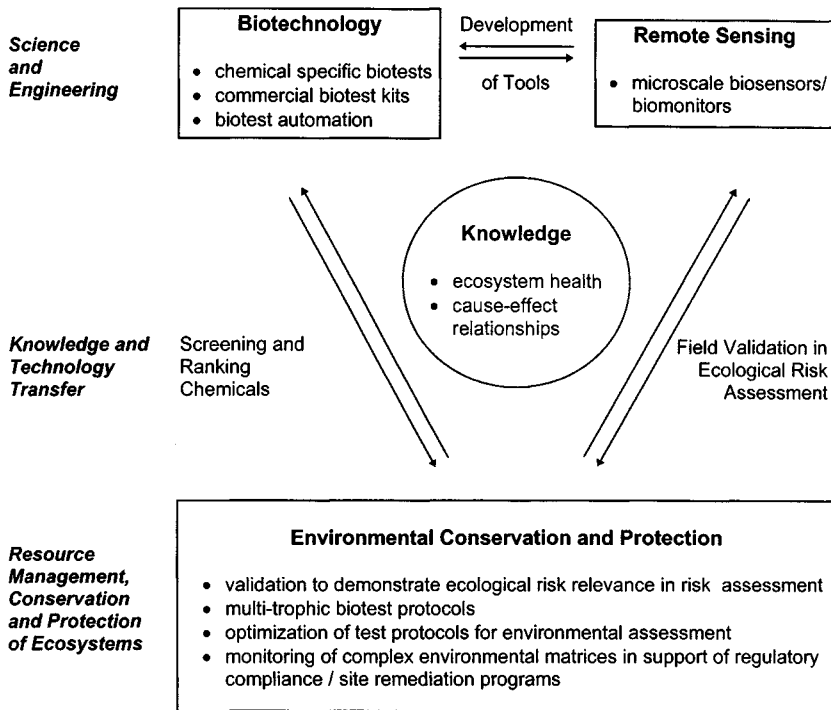 Science
and
Engineering
Biotechnology
• chemical specific biotests
• commercial biotest kits
• biotest automation
Development
of Tools
Remote Sensing
• microscale biosensors/
biomonitors
Knowledge
• ecosystem health
• cause-effect
relationships
Knowledge and
Technology
Transfer
Screening and
Ranking
Chemicals
Field Validation in
Ecological Risk
Assessment
Resource
Management,
Conservation
and Protection
of Ecosystems
Environmental Conservation and Protection
• validation to demonstrate ecological risk relevance in risk assessment
• multi-trophic biotest protocols
• optimization of test protocols for environmental assessment
• monitoring of complex environmental matrices in support of regulatory
compliance / site remediation programs